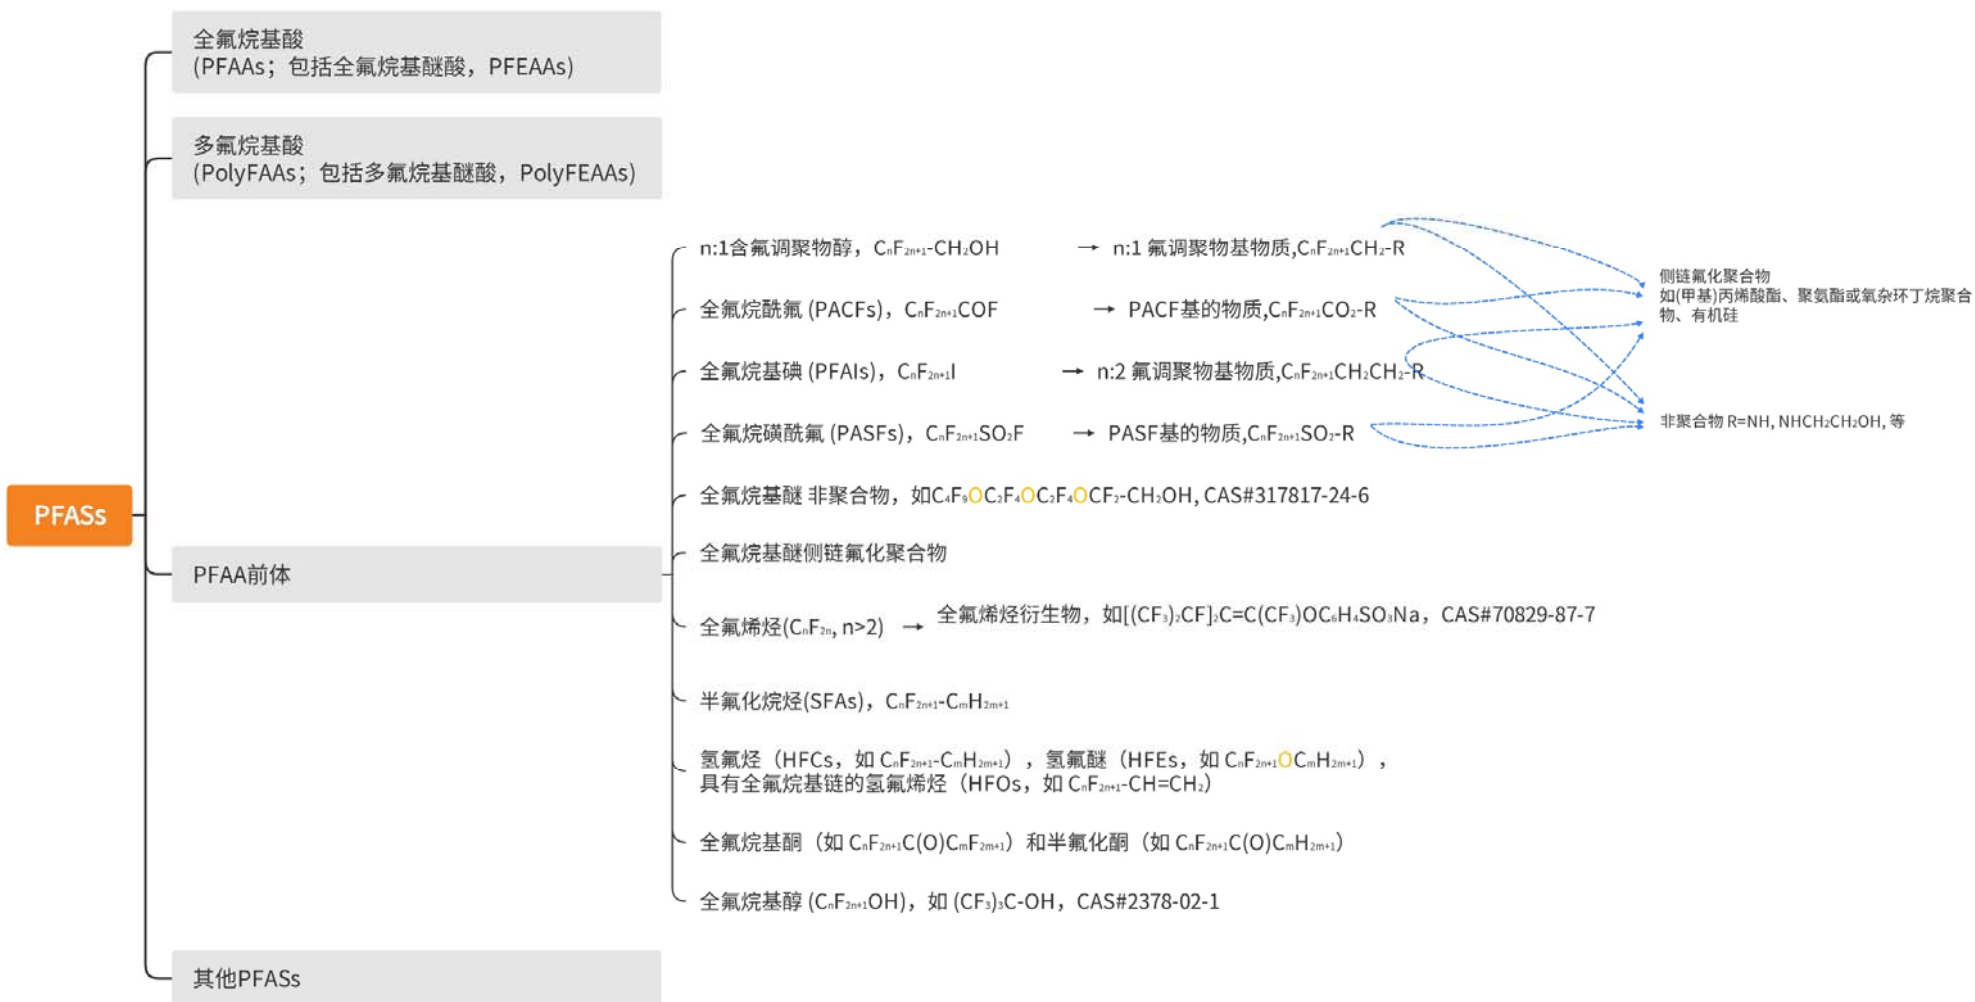 全氟烷基酸
(PFAAs；包括全氟烷基醚酸，PFEAAs)
多氟烷基酸
(PolyFAAs；包括多氟烷基醚酸，PolyFEAAs)
PFASs
PFAA前体
n:1含氟调聚物醇，CₙF₂ₙ₊₁-CH₂OH → n:1 氟调聚物基物质,CₙF₂ₙ₊₁CH₂-R
全氟烷酰氟 (PACFs)，CₙF₂ₙ₊₁COF → PACF基的物质,CₙF₂ₙ₊₁CO₂-R
全氟烷基碘 (PFAIs)，CₙF₂ₙ₊₁I → n:2 氟调聚物基物质,CₙF₂ₙ₊₁CH₂CH₂-R
全氟烷磺酰氟 (PASFs)，CₙF₂ₙ₊₁SO₂F → PASF基的物质,CₙF₂ₙ₊₁SO₂-R
侧链氟化聚合物
如(甲基)丙烯酸酯、聚氨酯或氧杂环丁烷聚合
物、有机硅
非聚合物 R=NH, NHCH₂CH₂OH, 等
全氟烷基醚 非聚合物，如C₄F₉OC₂F₄OC₂F₄OCF₂-CH₂OH, CAS#317817-24-6
全氟烷基醚侧链氟化聚合物
全氟烯烃(CₙF₂ₙ, n>2) → 全氟烯烃衍生物，如[(CF₃)₂CF]₂C=C(CF₃)OC₆H₄SO₃Na，CAS#70829-87-7
半氟化烷烃(SFAs)，CₙF₂ₙ₊₁-CₘH₂ₘ₊₁
氢氟烃（HFCs，如 CₙF₂ₙ₊₁-CₘH₂ₘ₊₁），氢氟醚（HFEs，如 CₙF₂ₙ₊₁OCₘH₂ₘ₊₁），
具有全氟烷基链的氢氟烯烃（HFOs，如 CₙF₂ₙ₊₁-CH=CH₂）
全氟烷基酮（如 CₙF₂ₙ₊₁C(O)CₘF₂ₘ₊₁）和半氟化酮（如 CₙF₂ₙ₊₁C(O)CₘH₂ₘ₊₁）
全氟烷基醇 (CₙF₂ₙ₊₁OH)，如 (CF₃)₃C-OH，CAS#2378-02-1
其他PFASs